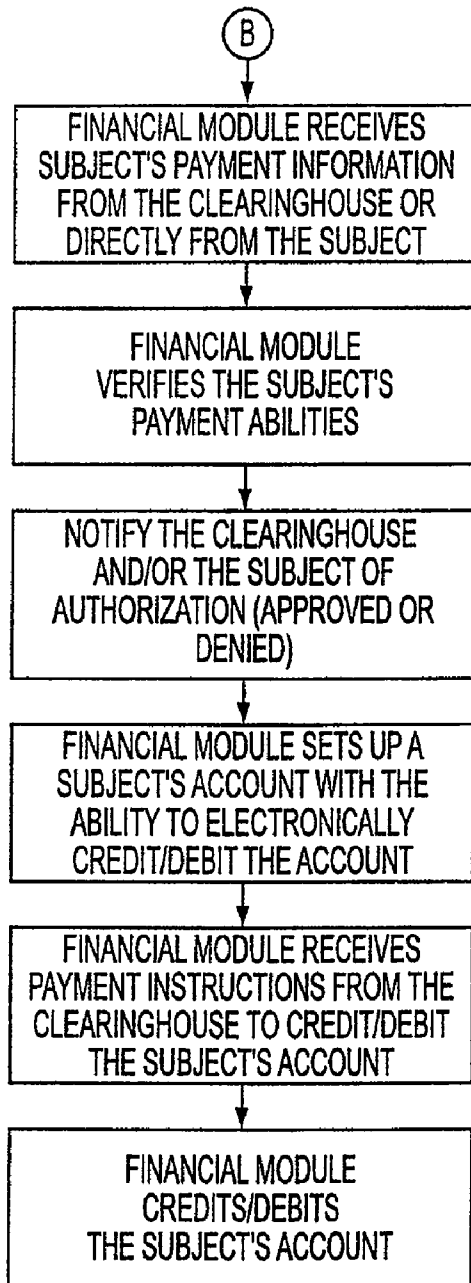 B
FINANCIAL MODULE RECEIVES
SUBJECT'S PAYMENT INFORMATION
FROM THE CLEARINGHOUSE OR
DIRECTLY FROM THE SUBJECT
FINANCIAL MODULE
VERIFIES THE SUBJECT'S
PAYMENT ABILITIES
NOTIFY THE CLEARINGHOUSE
AND/OR THE SUBJECT OF
AUTHORIZATION (APPROVED OR
DENIED)
FINANCIAL MODULE SETS UP A
SUBJECT'S ACCOUNT WITH THE
ABILITY TO ELECTRONICALLY
CREDIT/DEBIT THE ACCOUNT
FINANCIAL MODULE RECEIVES
PAYMENT INSTRUCTIONS FROM THE
CLEARINGHOUSE TO CREDIT/DEBIT
THE SUBJECT'S ACCOUNT
FINANCIAL MODULE
CREDITS/DEBITS
THE SUBJECT'S ACCOUNT